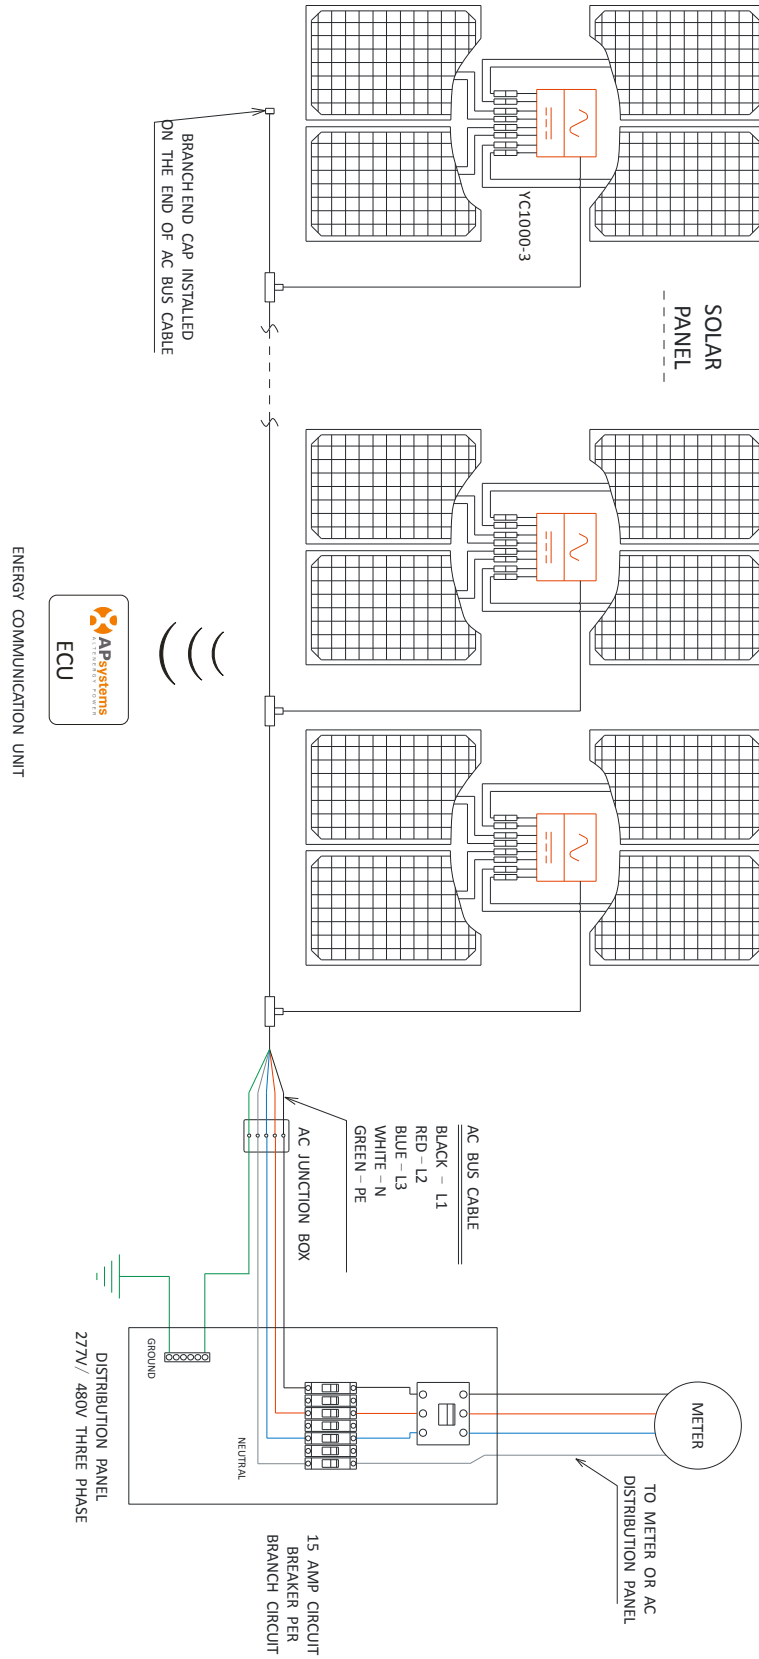 SOLAR
PANEL
YC1000-3
BRANCH END CAP INSTALLED
ON THE END OF AC BUS CABLE
APsystems
ALTENERGY POWER
ECU
ENERGY COMMUNICATION UNIT
AC BUS CABLE
BLACK - L1
RED - L2
BLUE - L3
WHITE - N
GREEN - PE
AC JUNCTION BOX
METER
TO METER OR AC
DISTRIBUTION PANEL
GROUND
NEUTRAL
DISTRIBUTION PANEL
277V/ 480V THREE PHASE
15 AMP CIRCUIT
BREAKER PER
BRANCH CIRCUIT